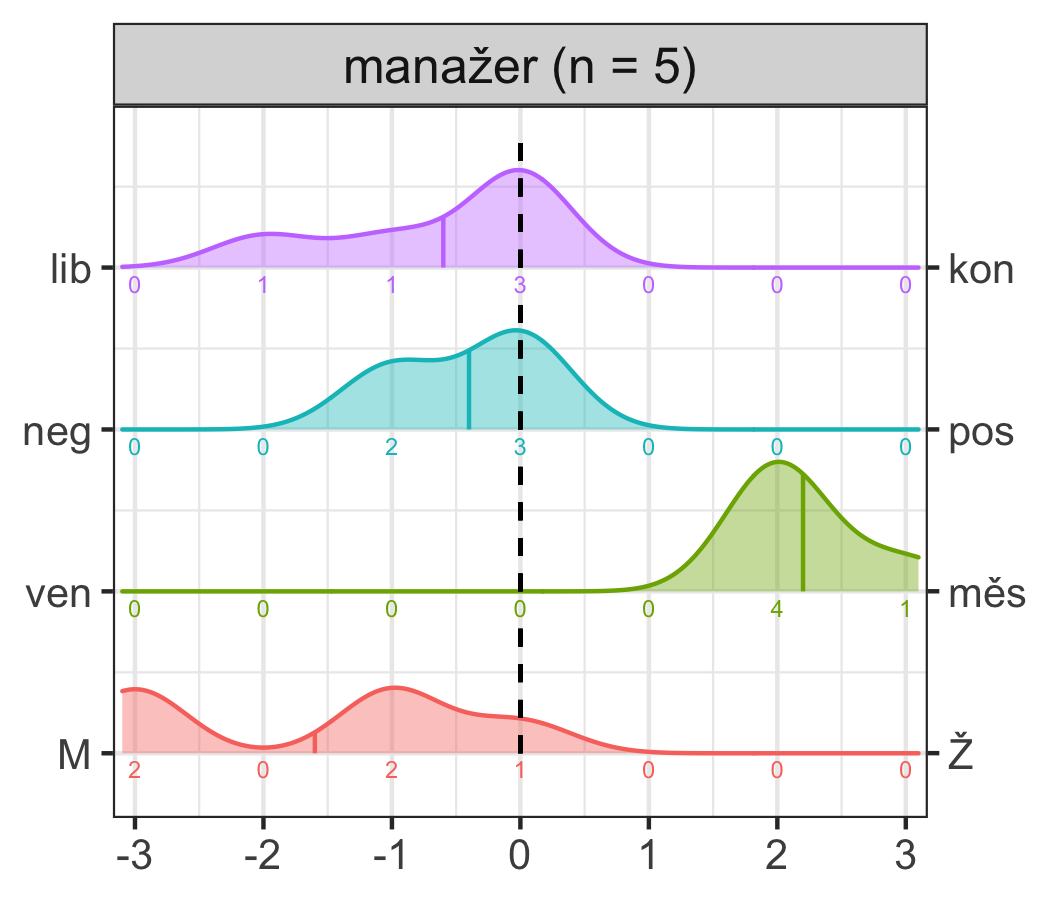 manažer (n = 5)
lib kon
0 1 1 3 0 0 0
neg pos
0 0 2 3 0 0 0
ven měs
0 0 0 0 0 4 1
M Ž
2 0 2 1 0 0 0
-3 -2 -1 0 1 2 3